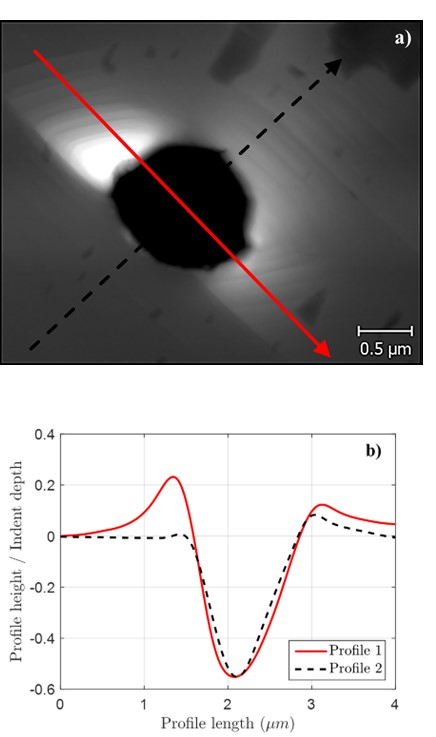 a)
0.5 μm
0.4
b)
0.2
0
-0.2
-0.4
-0.6
Profile height / Indent depth
Profile 1
Profile 2
0 1 2 3 4
Profile length (μm)